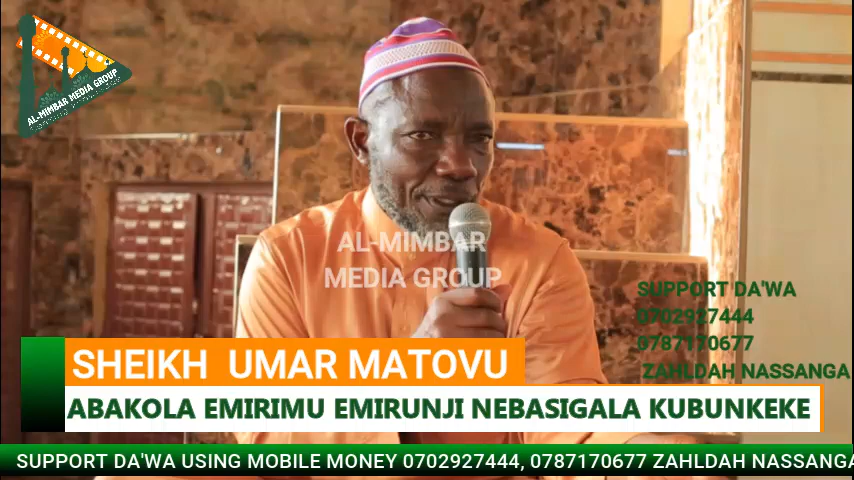 AL-MIMBAR MEDIA GROUP
AL-MIMBAR
MEDIA GROUP
SUPPORT DA'WA
0702927444
0787170677
ZAHLDAH NASSANGA
SHEIKH UMAR MATOVU
ABAKOLA EMIRIMU EMIRUNJI NEBASIGALA KUBUNKEKE
SUPPORT DA'WA USING MOBILE MONEY 0702927444, 0787170677 ZAHLDAH NASSANGA